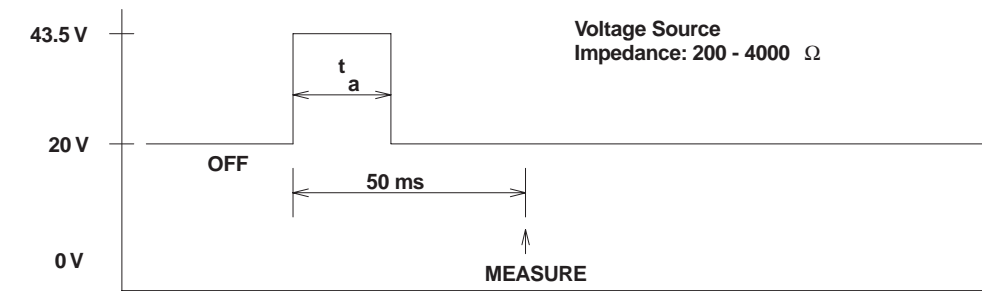 43.5 V
Voltage Source
Impedance: 200 - 4000 Ω
t
a
20 V
OFF
50 ms
0 V
MEASURE